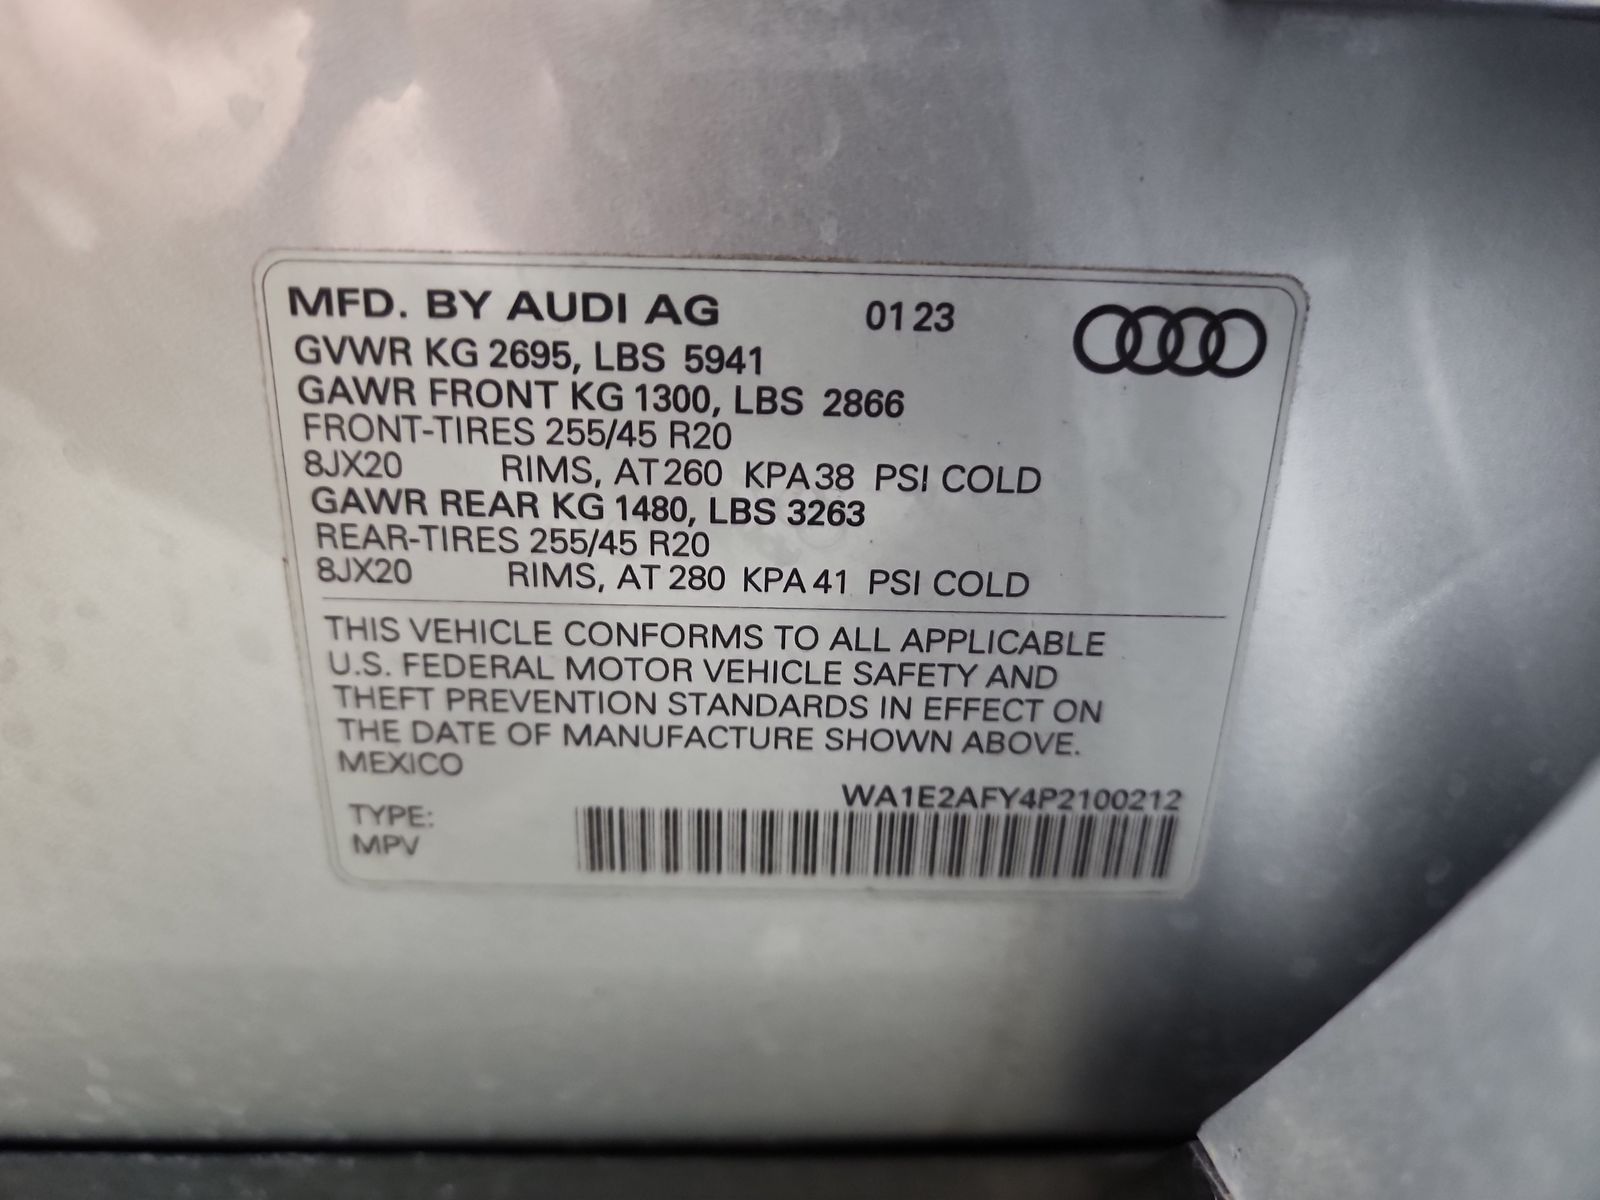 MFD. BY AUDI AG 01 23
GVWR KG 2695, LBS 5941
GAWR FRONT KG 1300, LBS 2866
FRONT-TIRES 255/45 R20
8JX20 RIMS, AT 260 KPA 38 PSI COLD
GAWR REAR KG 1480, LBS 3263
REAR-TIRES 255/45 R20
8JX20 RIMS, AT 280 KPA 41 PSI COLD
THIS VEHICLE CONFORMS TO ALL APPLICABLE
U.S. FEDERAL MOTOR VEHICLE SAFETY AND
THEFT PREVENTION STANDARDS IN EFFECT ON
THE DATE OF MANUFACTURE SHOWN ABOVE.
MEXICO
WA1E2AFY4P2100212
TYPE:
MPV